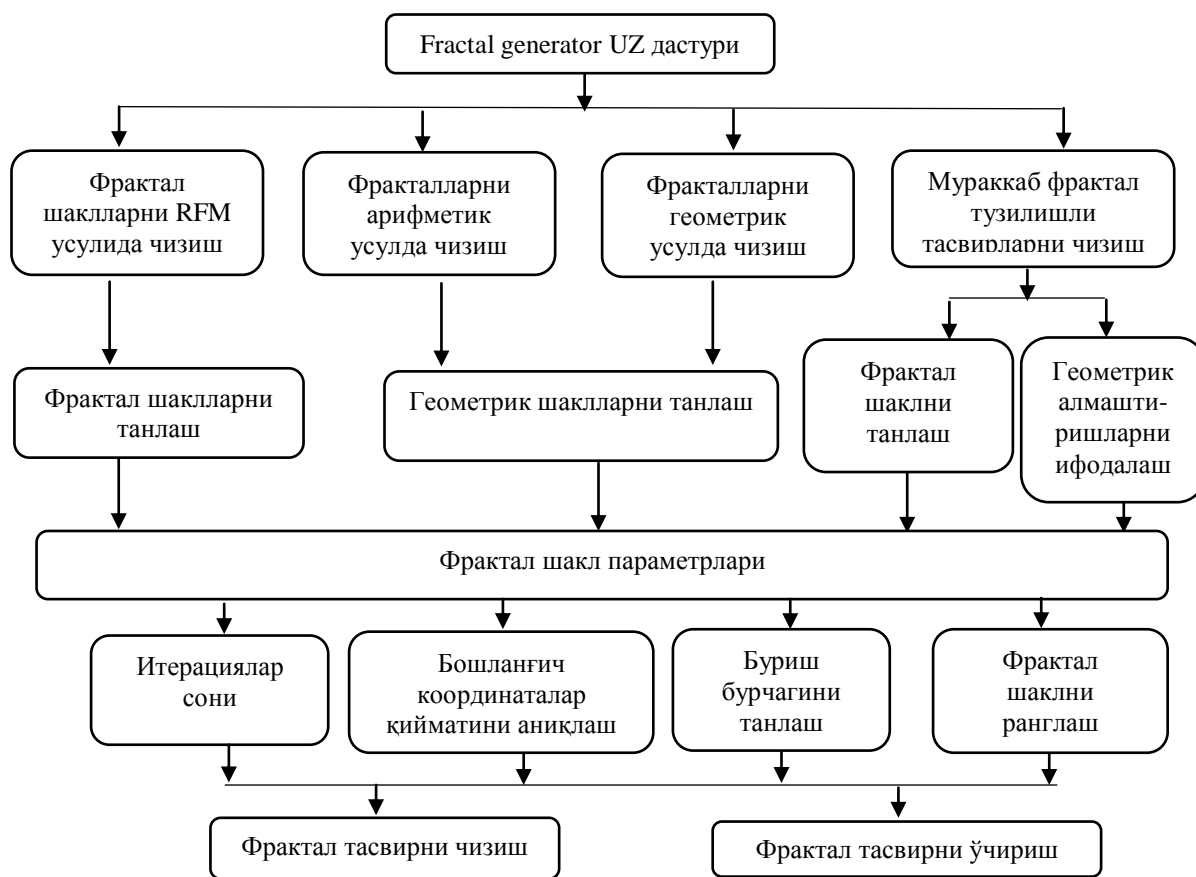 Fractal generator UZ дастури
Фрактал
шаклларни RFM
усулида чизиш
Фракталларни
арифметик
усулда чизиш
Фракталларни
геометрик
усулда чизиш
Мураккаб фрактал
тузилишли
тасвирларни чизиш
Фрактал шаклларни
танлаш
Геометрик шаклларни танлаш
Фрактал
шаклни
танлаш
Геометрик
алмашти-
ришларни
ифодалаш
Фрактал шакл параметрлари
Итерациялар
сони
Бошланғич
координаталар
қийматини аниқлаш
Буриш
бурчагини
танлаш
Фрактал
шаклни
ранглаш
Фрактал тасвирни чизиш
Фрактал тасвирни ўчириш